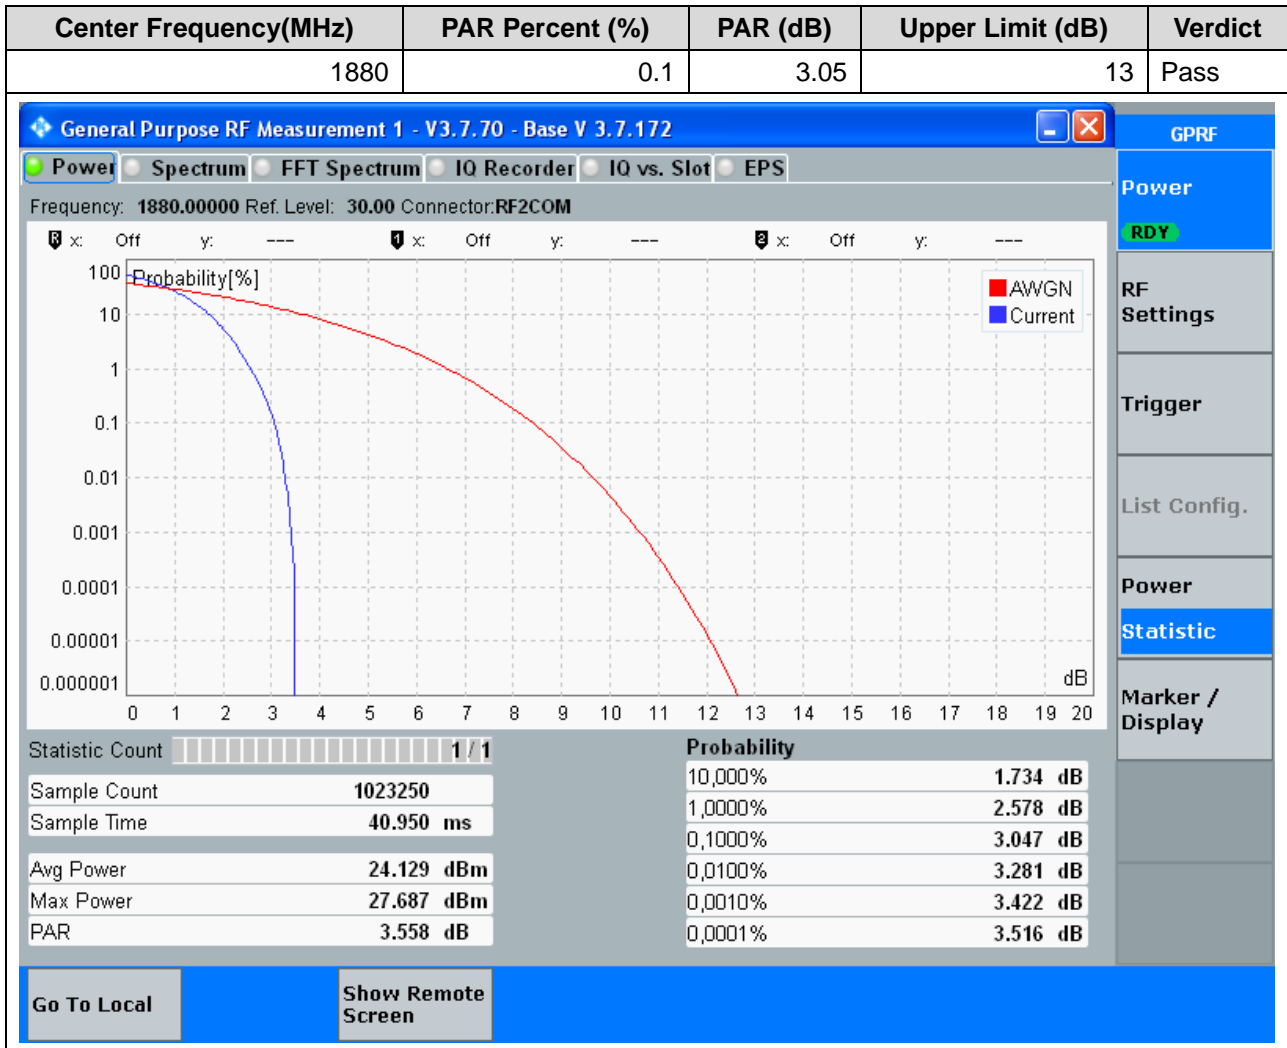 Center Frequency(MHz) PAR Percent (%) PAR (dB) Upper Limit (dB) Verdict
1880 0.1 3.05 13 Pass
General Purpose RF Measurement 1 - V3.7.70 - Base V 3.7.172
GPRF
Power Spectrum FFT Spectrum IQ Recorder IQ vs. Slot EPS
Power
RDY
Frequency: 1880.00000 Ref. Level: 30.00 Connector:RF2COM
R x: Off y: --- 1 x: Off y: --- 2 x: Off y: ---
Probability[%]
AWGN
Current
100
10
1
0.1
0.01
0.001
0.0001
0.00001
0.000001
dB
0 1 2 3 4 5 6 7 8 9 10 11 12 13 14 15 16 17 18 19 20
RF
Settings
Trigger
List Config.
Power
Statistic
Marker /
Display
Statistic Count 1 / 1
Sample Count 1023250
Sample Time 40.950 ms
Avg Power 24.129 dBm
Max Power 27.687 dBm
PAR 3.558 dB
Probability
10,000% 1.734 dB
1,0000% 2.578 dB
0,1000% 3.047 dB
0,0100% 3.281 dB
0,0010% 3.422 dB
0,0001% 3.516 dB
Go To Local
Show Remote
Screen